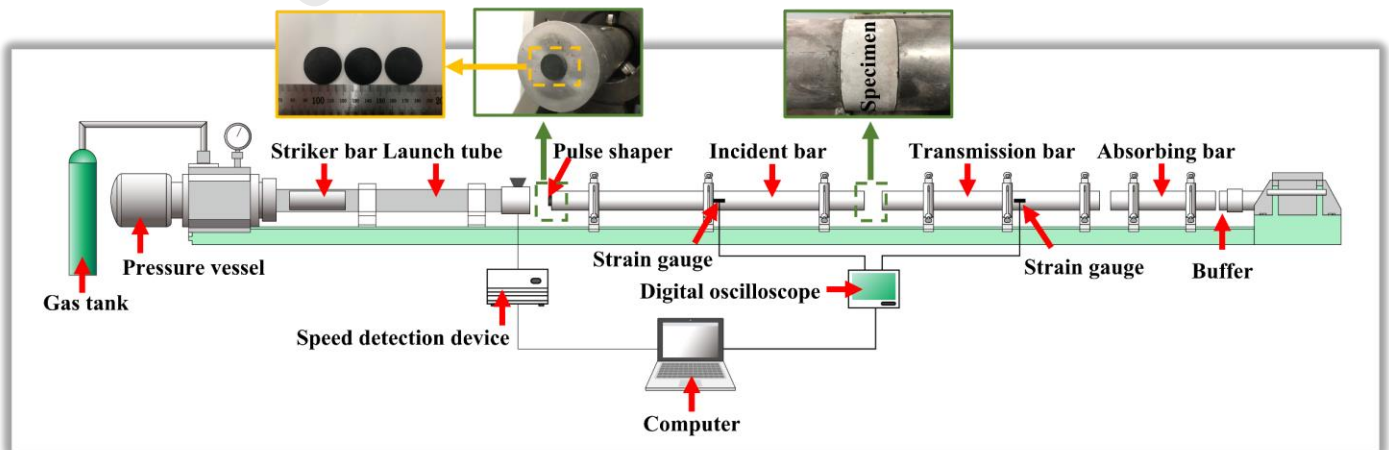 Specimen
100
Striker bar
Launch tube
Pulse shaper
Incident bar
Transmission bar
Absorbing bar
Pressure vessel
Gas tank
Strain gauge
Strain gauge
Buffer
Digital oscilloscope
Speed detection device
Computer